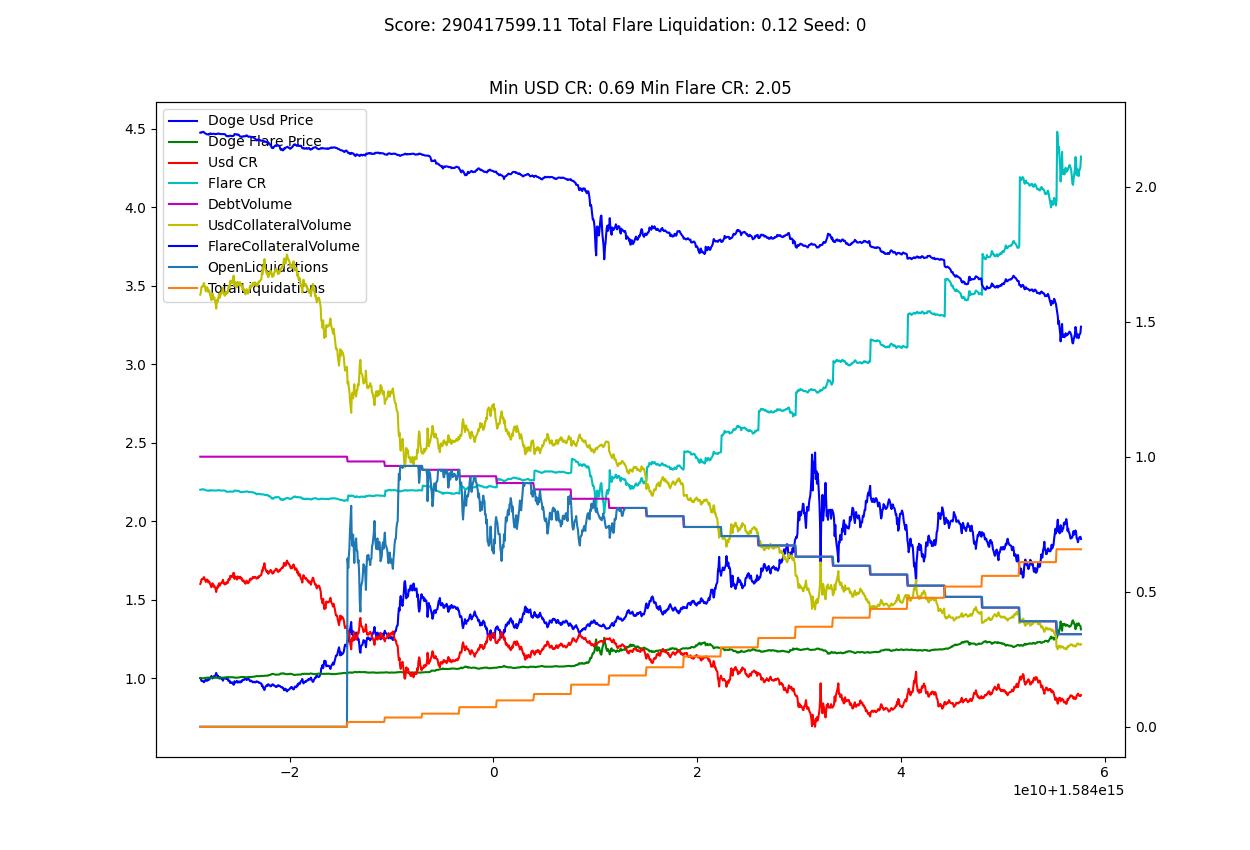 Score: 290417599.11 Total Flare Liquidation: 0.12 Seed: 0
Min USD CR: 0.69 Min Flare CR: 2.05
Doge Usd Price
Doge Flare Price
Usd CR
Flare CR
DebtVolume
UsdCollateralVolume
FlareCollateralVolume
OpenLiquidations
TotalLiquidations
4.5
4.0
3.5
3.0
2.5
2.0
1.5
1.0
2.0
1.5
1.0
0.5
0.0
−2
0
2
4
6
1e10+1.584e15